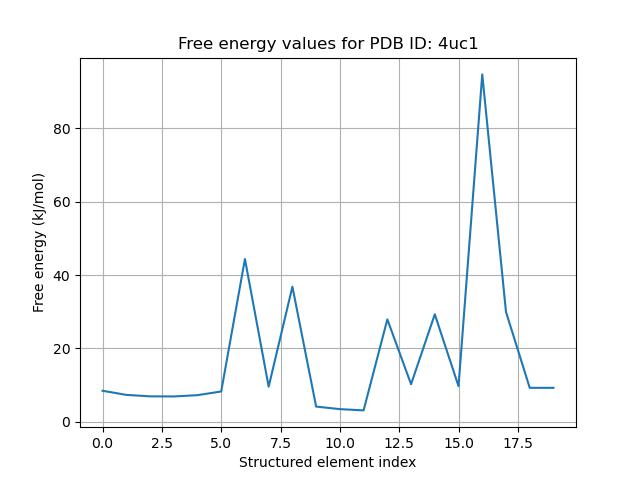 Free energy values for PDB ID: 4uc1
Free energy (kJ/mol)
80
60
40
20
0
0.0 2.5 5.0 7.5 10.0 12.5 15.0 17.5
Structured element index